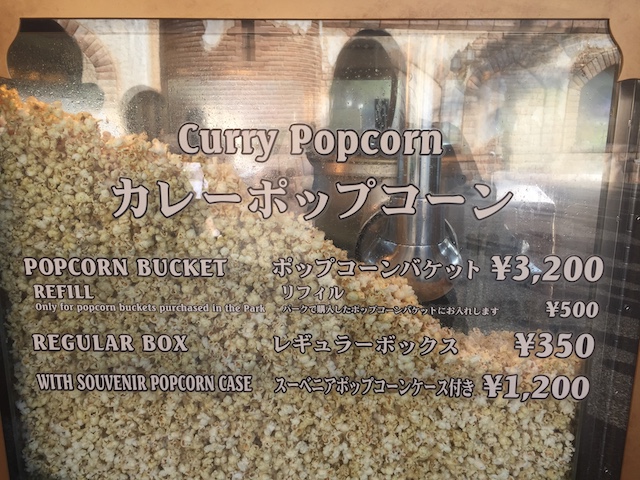 Curry Popcorn
カレーポップコーン
POPCORN BUCKET ポップコーンバケット ¥3,200
REFILL リフィル
Only for popcorn buckets purchased in the Park パークで購入したポップコーンバケットにお入れします ¥500
REGULAR BOX レギュラーボックス ¥350
WITH SOUVENIR POPCORN CASE スーベニアポップコーンケース付き ¥1,200